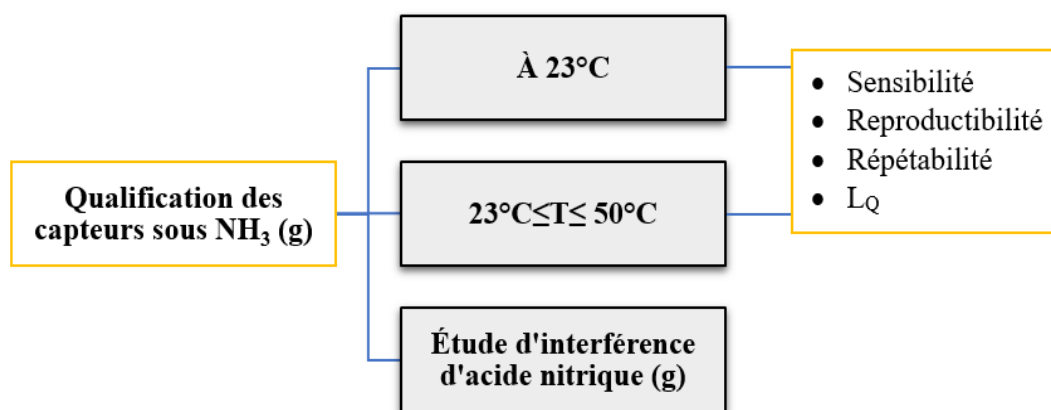 À 23°C
• Sensibilité
• Reproductibilité
• Répétabilité
• LQ
Qualification des
capteurs sous NH₃ (g)
23°C≤T≤ 50°C
Étude d'interférence
d'acide nitrique (g)